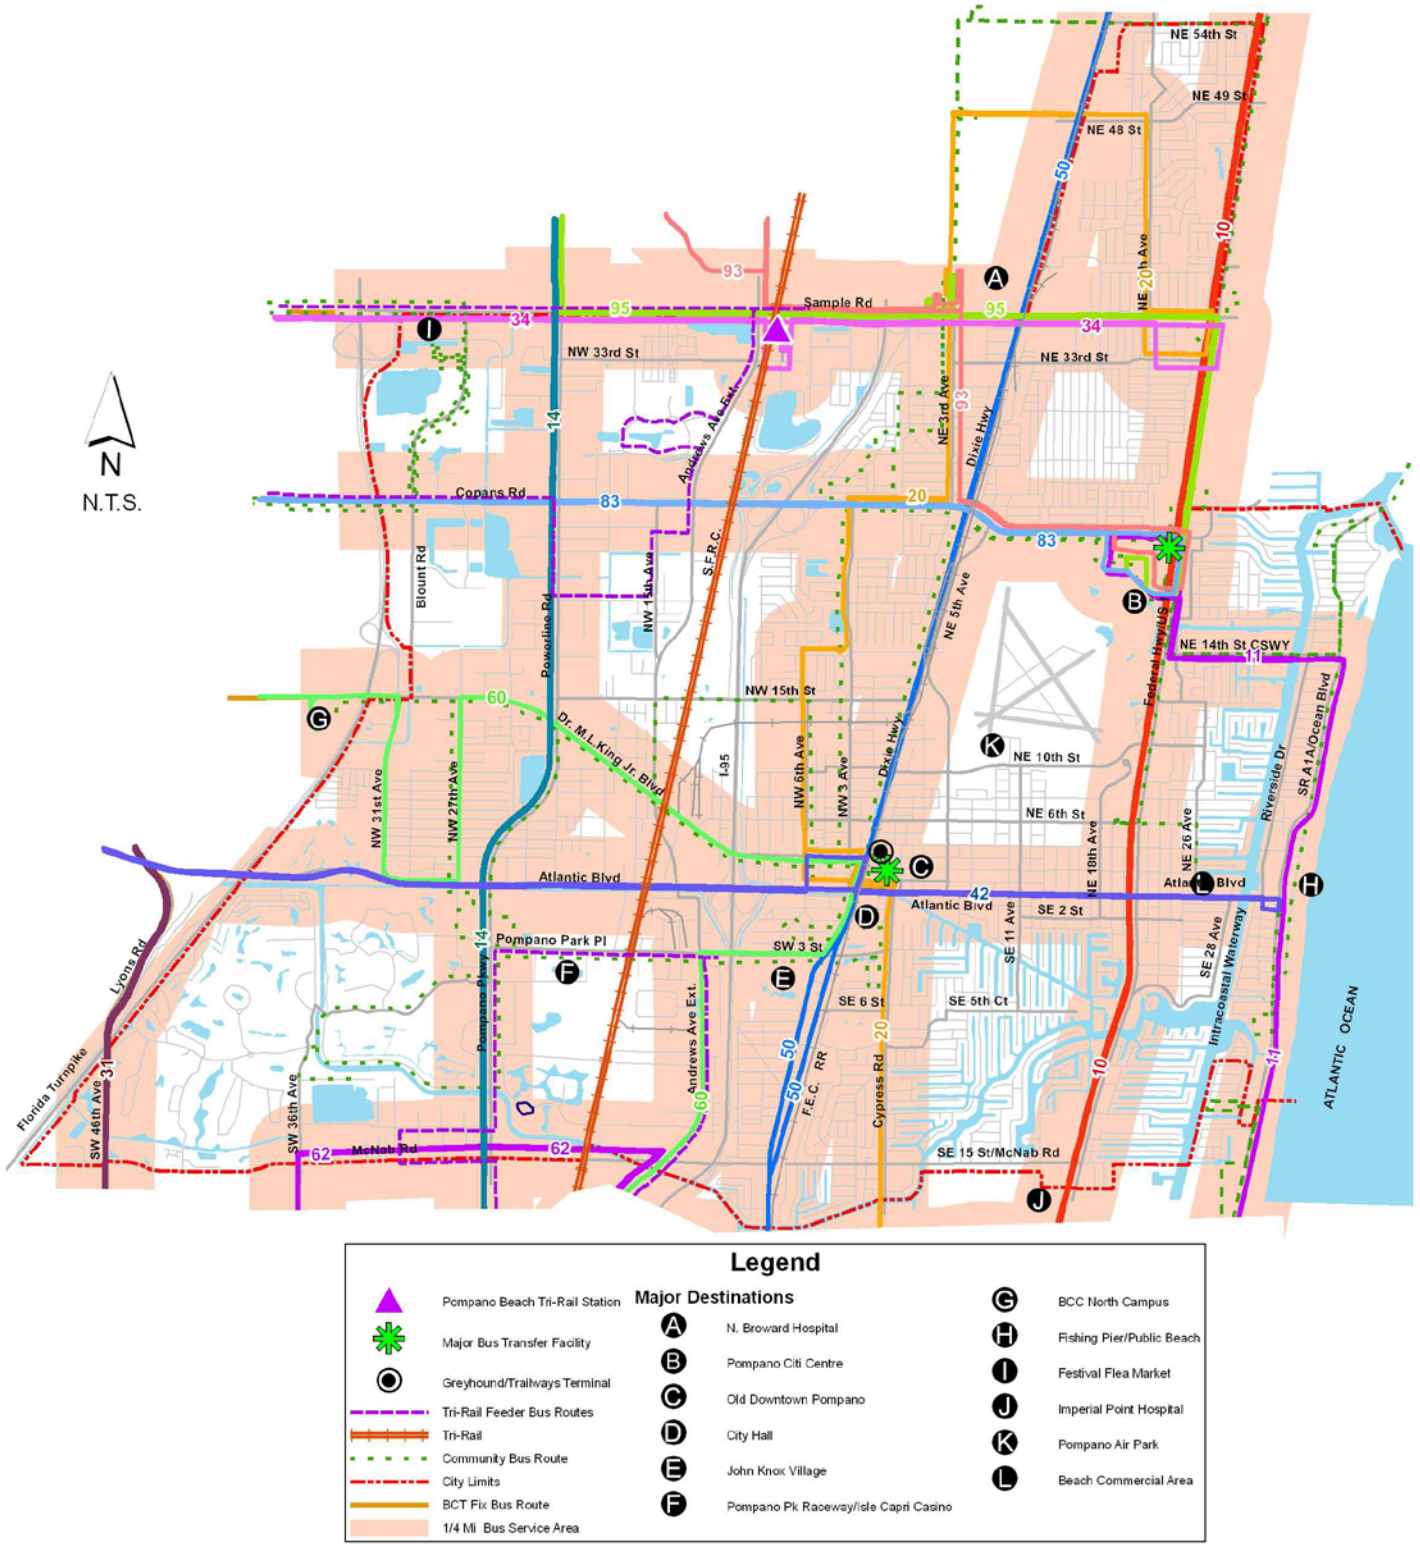 NE 54th St
NE 49 St
NE 48 St
50
10
NE
th Ave
20
A
93
Sample Rd
95
95
I
34
34
NW 33rd St
NE 33rd St
14
NE 3rd Ave
93
Dixie Hwy
Andrews Ave Ext.
N
N.T.S.
Copans Rd
83
20
83
S.F.R.C.
Blount Rd
NW 15th Ave
Powerline Rd
NE 5th Ave
B
Federal Hwy/US 1
NE 14th St CSWY
11
60
G
NW 15th St
Dr. M.L.King Jr. Blvd
Dixie Hwy
K
NE 10th St
I-95
NW 6th Ave
NW 3 Ave
SR A1A/Ocean Blvd
Riverside Dr
NW 31st Ave
NW 27th Ave
NE 6th St
NE 18th Ave
NE 26 Ave
C
Atlantic Blvd
42
L
Blvd
H
Atlantic Blvd
D
SE 2 St
SE 11 Ave
Lyons Rd
14
Pompano Park Pl
SW 3 St
F
E
SE 28 Ave
Intracoastal Waterway
Pompano Pkwy
Andrews Ave Ext.
SE 6 St
SE 5th Ct
20
50
50
F.E.C. RR
Cypress Rd
10
11
ATLANTIC OCEAN
Florida Turnpike
31
SW 46th Ave
SW 36th Ave
60
62
McNab Rd
62
SE 15 St/McNab Rd
J
Legend
Pompano Beach Tri-Rail Station
Major Bus Transfer Facility
Greyhound/Trailways Terminal
Tri-Rail Feeder Bus Routes
Tri-Rail
Community Bus Route
City Limits
BCT Fix Bus Route
1/4 Mi Bus Service Area
Major Destinations
A N. Broward Hospital
B Pompano Citi Centre
C Old Downtown Pompano
D City Hall
E John Knox Village
F Pompano Pk Raceway/Isle Capri Casino
G BCC North Campus
H Fishing Pier/Public Beach
I Festival Flea Market
J Imperial Point Hospital
K Pompano Air Park
L Beach Commercial Area